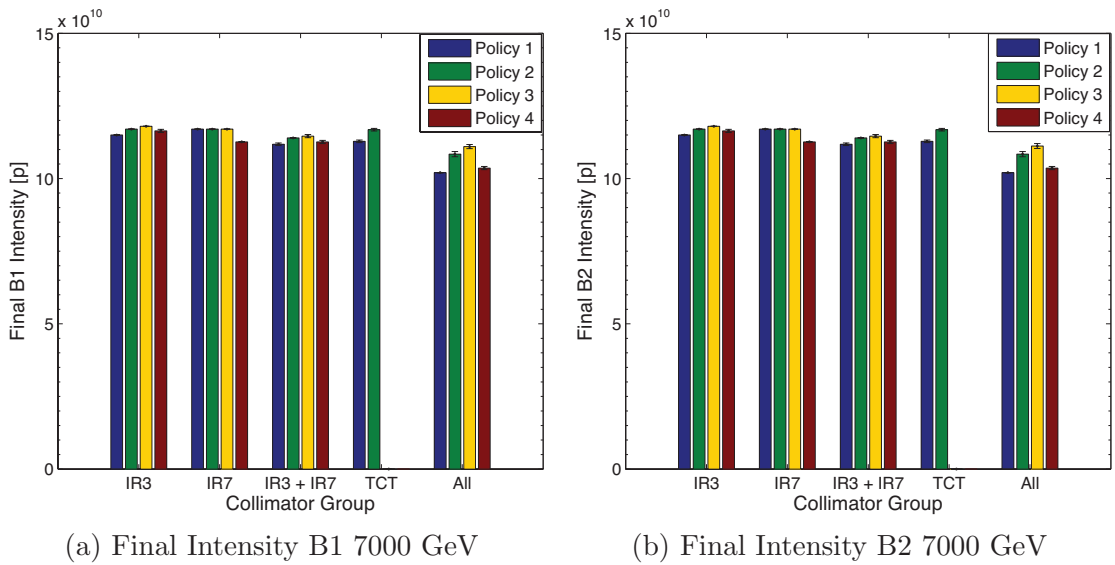 x 10^10
15
10
5
0
Final B1 Intensity [p]
Policy 1
Policy 2
Policy 3
Policy 4
IR3 IR7 IR3 + IR7 TCT All
Collimator Group
(a) Final Intensity B1 7000 GeV
x 10^10
15
10
5
0
Final B2 Intensity [p]
Policy 1
Policy 2
Policy 3
Policy 4
IR3 IR7 IR3 + IR7 TCT All
Collimator Group
(b) Final Intensity B2 7000 GeV